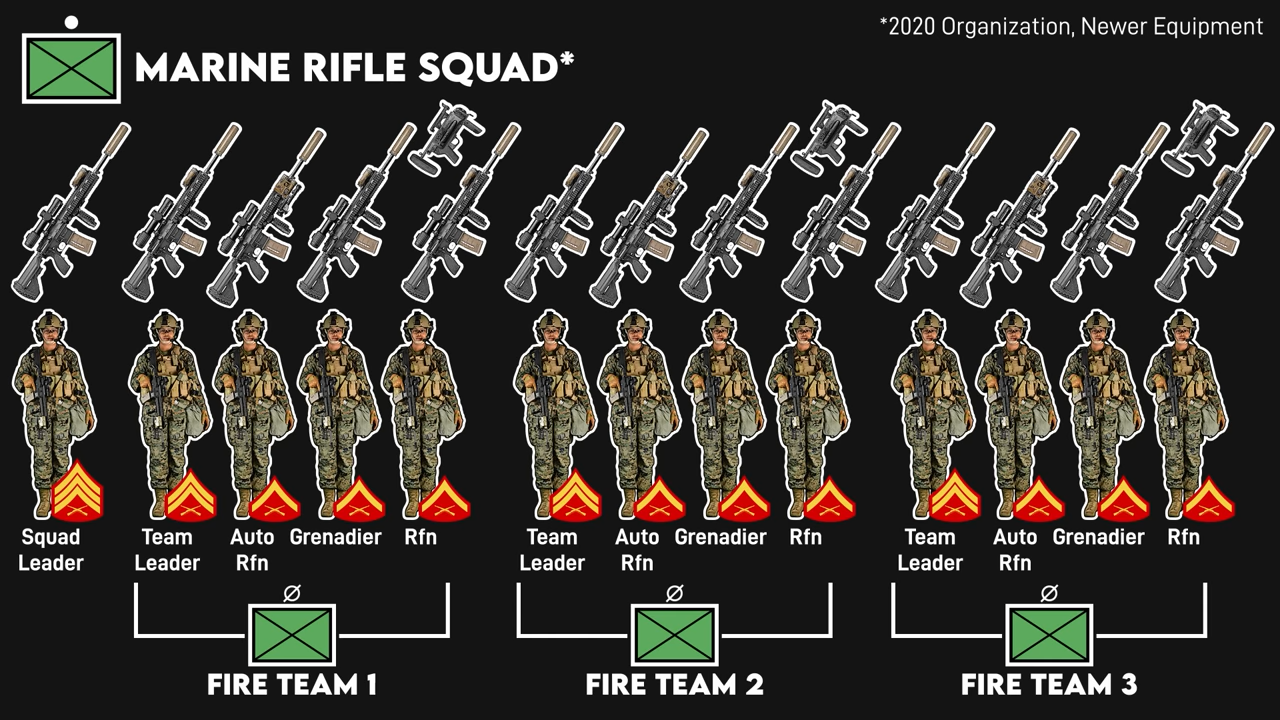 *2020 Organization, Newer Equipment
MARINE RIFLE SQUAD*
Squad Leader
Team Leader
Auto Rfn
Grenadier
Rfn
Team Leader
Auto Rfn
Grenadier
Rfn
Team Leader
Auto Rfn
Grenadier
Rfn
Ø
Ø
Ø
FIRE TEAM 1
FIRE TEAM 2
FIRE TEAM 3